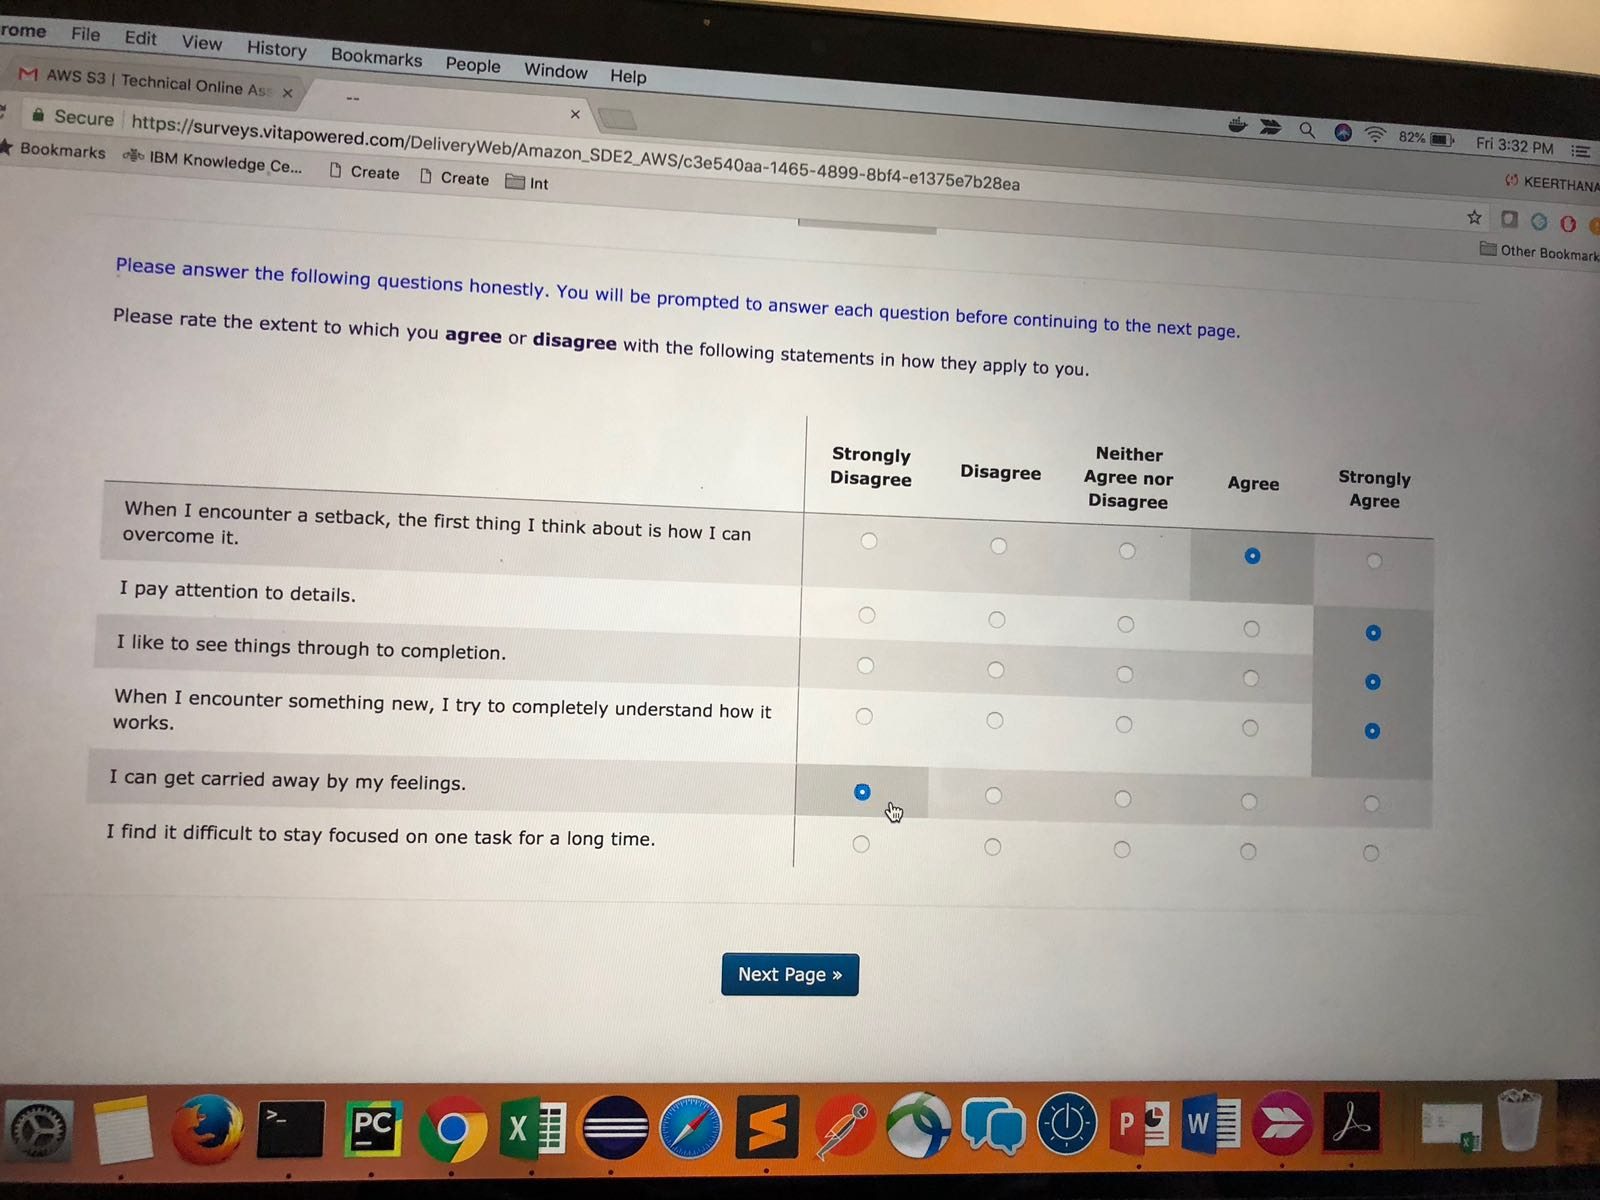 rome File Edit View History Bookmarks People Window Help
82% Fri 3:32 PM
AWS S3 | Technical Online Ass
--
KEERTHANA
Secure https://surveys.vitapowered.com/DeliveryWeb/Amazon_SDE2_AWS/c3e540aa-1465-4899-8bf4-e1375e7b28ea
Bookmarks IBM Knowledge Ce... Create Create Int
Other Bookmark
Please answer the following questions honestly. You will be prompted to answer each question before continuing to the next page.
Please rate the extent to which you agree or disagree with the following statements in how they apply to you.
Strongly
Disagree
Disagree
Neither
Agree nor
Disagree
Agree
Strongly
Agree
When I encounter a setback, the first thing I think about is how I can
overcome it.
I pay attention to details.
I like to see things through to completion.
When I encounter something new, I try to completely understand how it
works.
I can get carried away by my feelings.
I find it difficult to stay focused on one task for a long time.
Next Page »
>_
PC
X
S
P
W